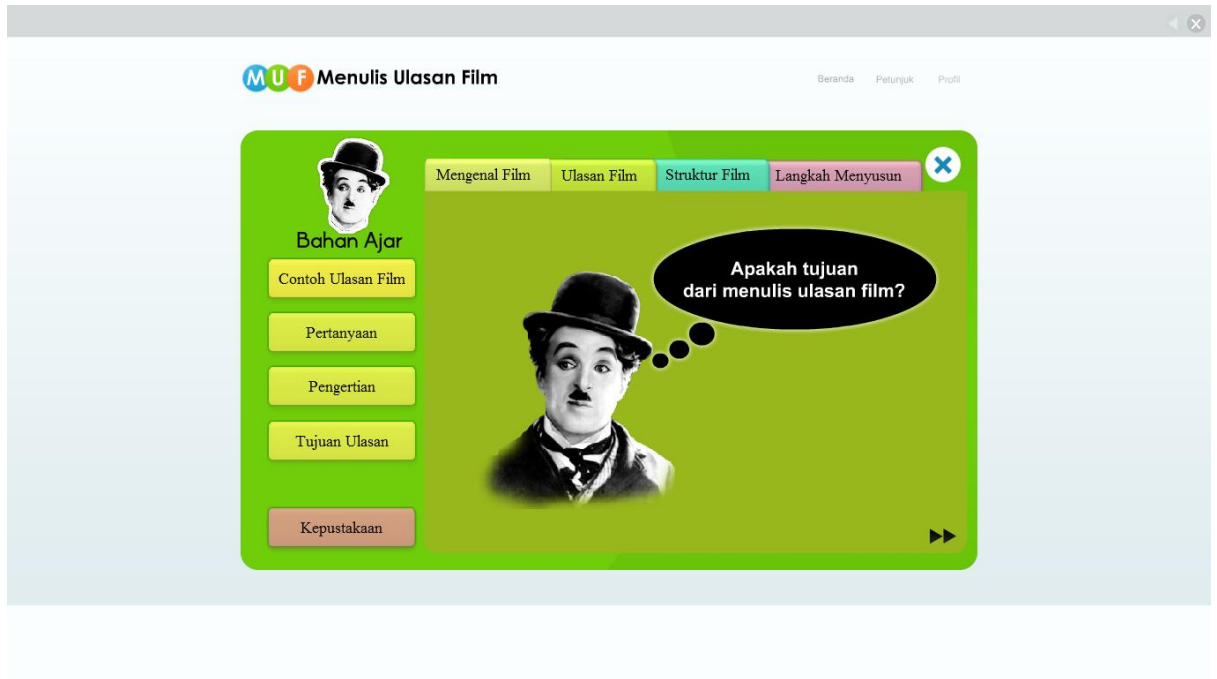 MUF Menulis Ulasan Film
Beranda Petunjuk Profil
Bahan Ajar
Mengenal Film
Ulasan Film
Struktur Film
Langkah Menyusun
Contoh Ulasan Film
Pertanyaan
Pengertian
Tujuan Ulasan
Kepustakaan
Apakah tujuan
dari menulis ulasan film?